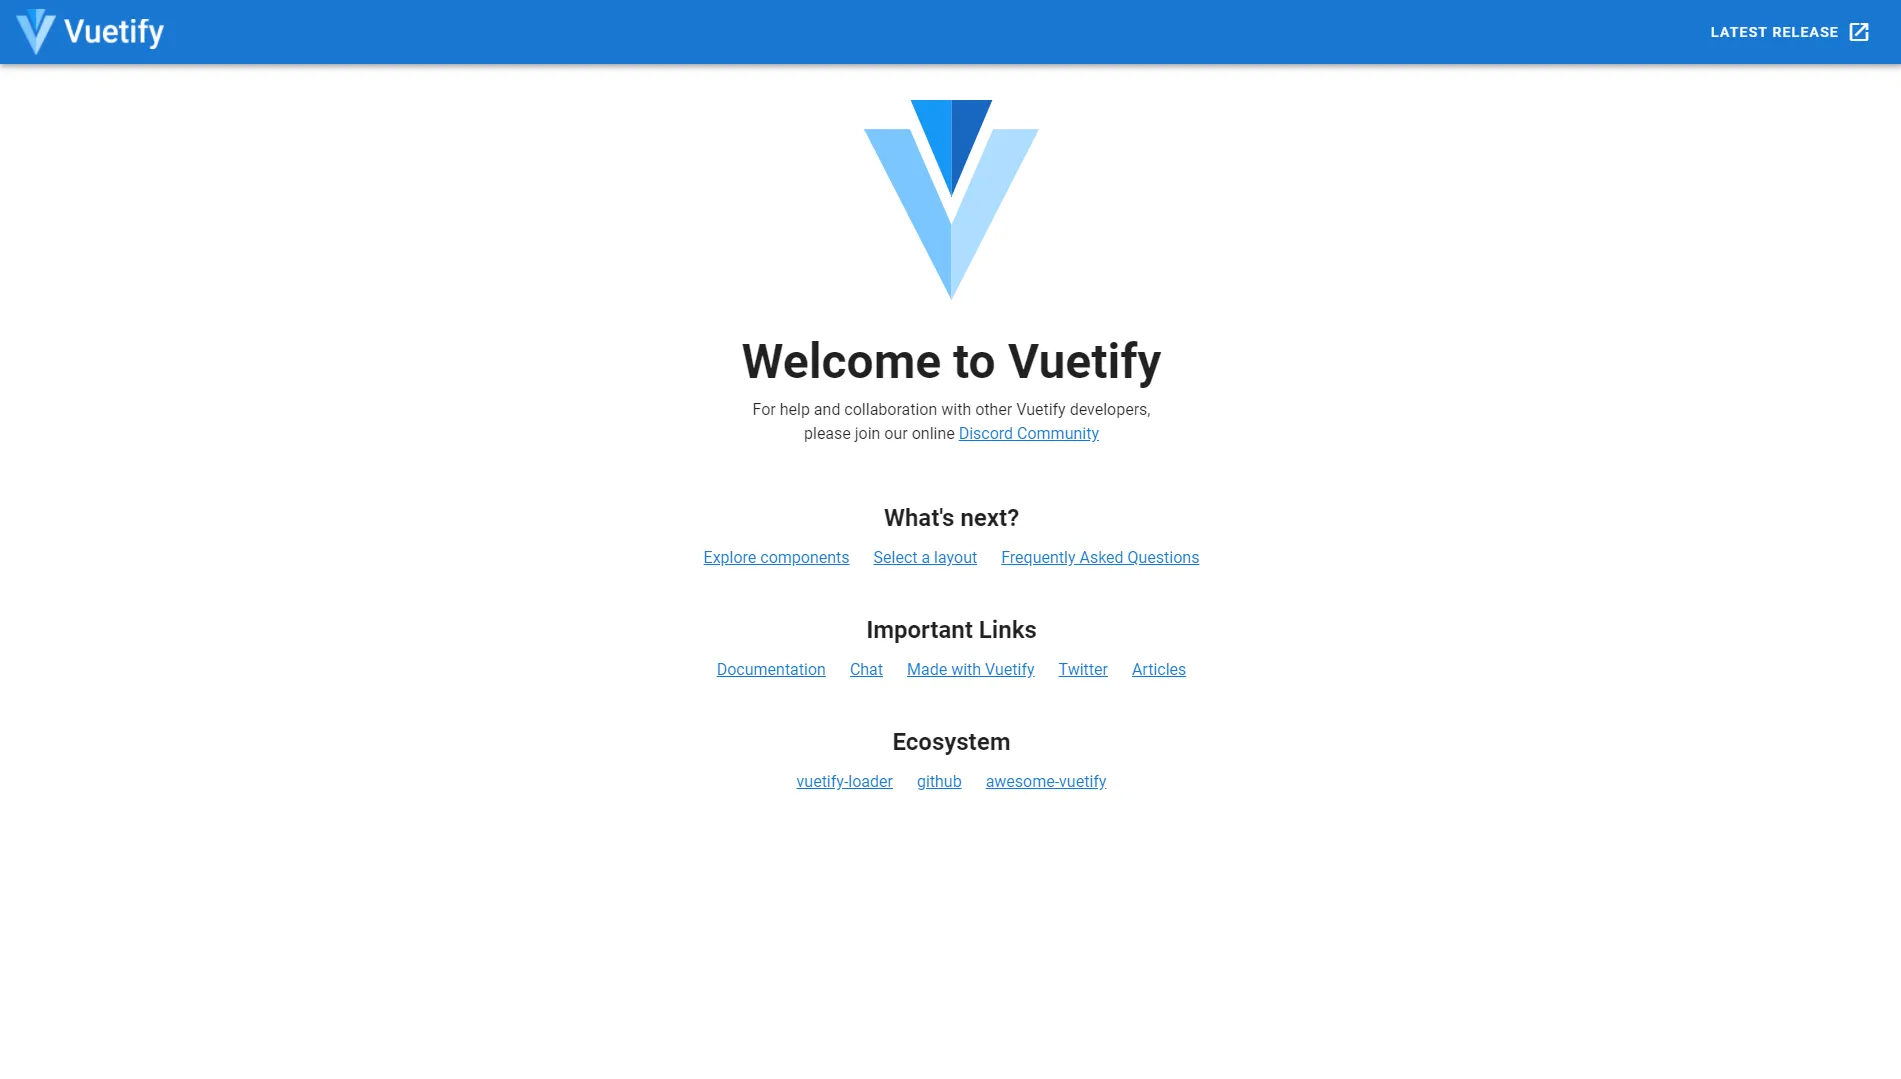 Vuetify
LATEST RELEASE
Welcome to Vuetify
For help and collaboration with other Vuetify developers,
please join our online Discord Community
What's next?
Explore components Select a layout Frequently Asked Questions
Important Links
Documentation Chat Made with Vuetify Twitter Articles
Ecosystem
vuetify-loader github awesome-vuetify